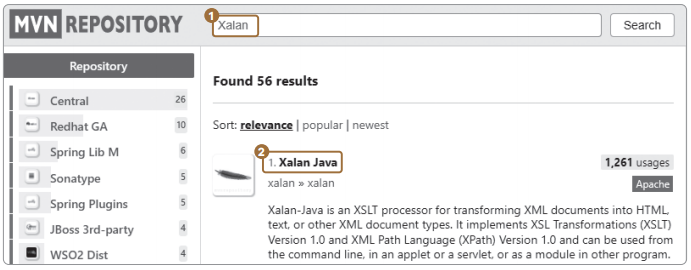 MVN REPOSITORY
1
Xalan
Search
Repository
Central 26
Redhat GA 10
Spring Lib M 6
Sonatype 5
Spring Plugins 5
JBoss 3rd-party 4
WSO2 Dist 4
Found 56 results
Sort: relevance | popular | newest
2
1. Xalan Java
1,261 usages
xalan » xalan
Apache
Xalan-Java is an XSLT processor for transforming XML documents into HTML,
text, or other XML document types. It implements XSL Transformations (XSLT)
Version 1.0 and XML Path Language (XPath) Version 1.0 and can be used from
the command line, in an applet or a servlet, or as a module in other program.